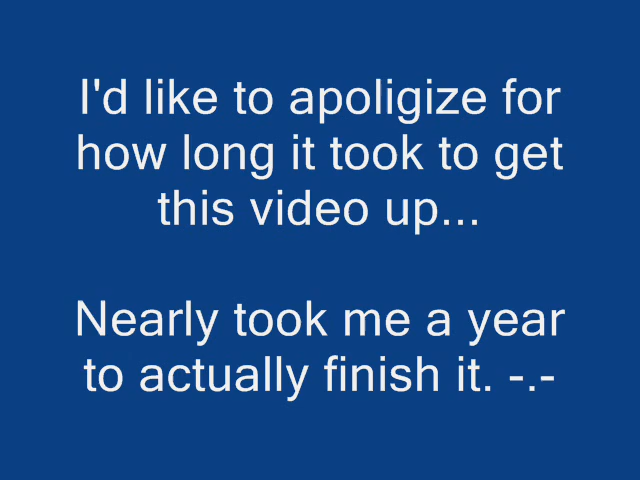 I'd like to apoligize for
how long it took to get
this video up...
Nearly took me a year
to actually finish it. -.-